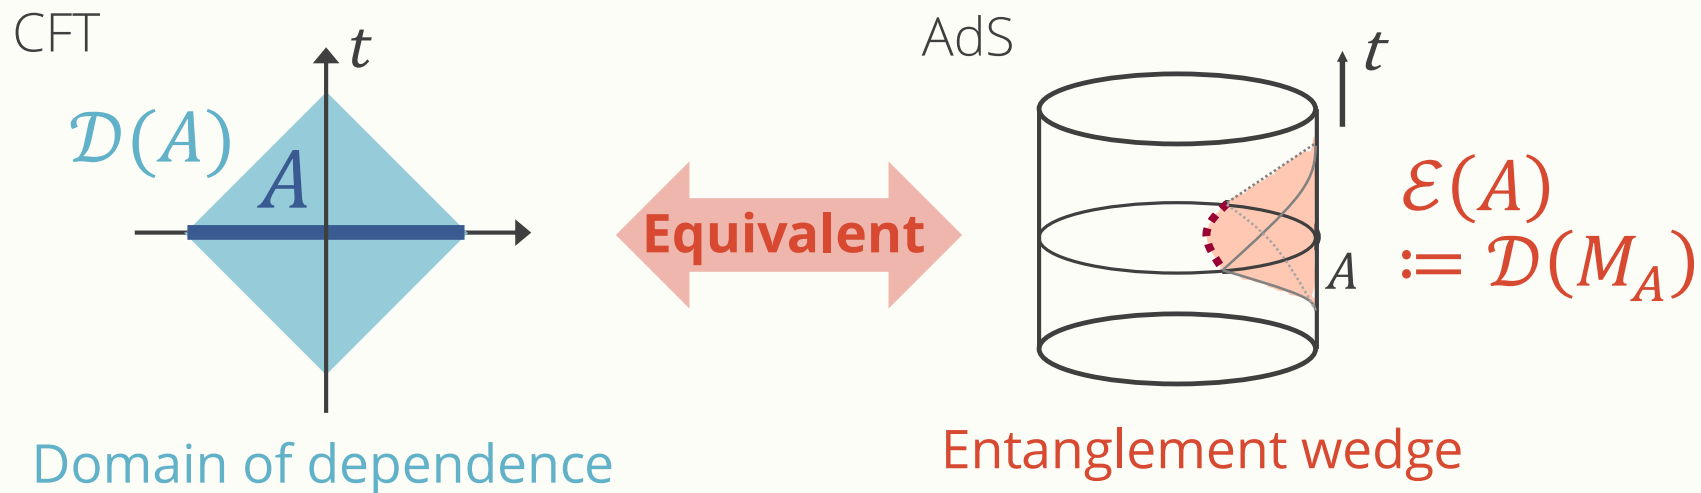 CFT
t
𝒟(A)
A
Domain of dependence
Equivalent
AdS
t
A
ℰ(A)
:= 𝒟(M_A)
Entanglement wedge